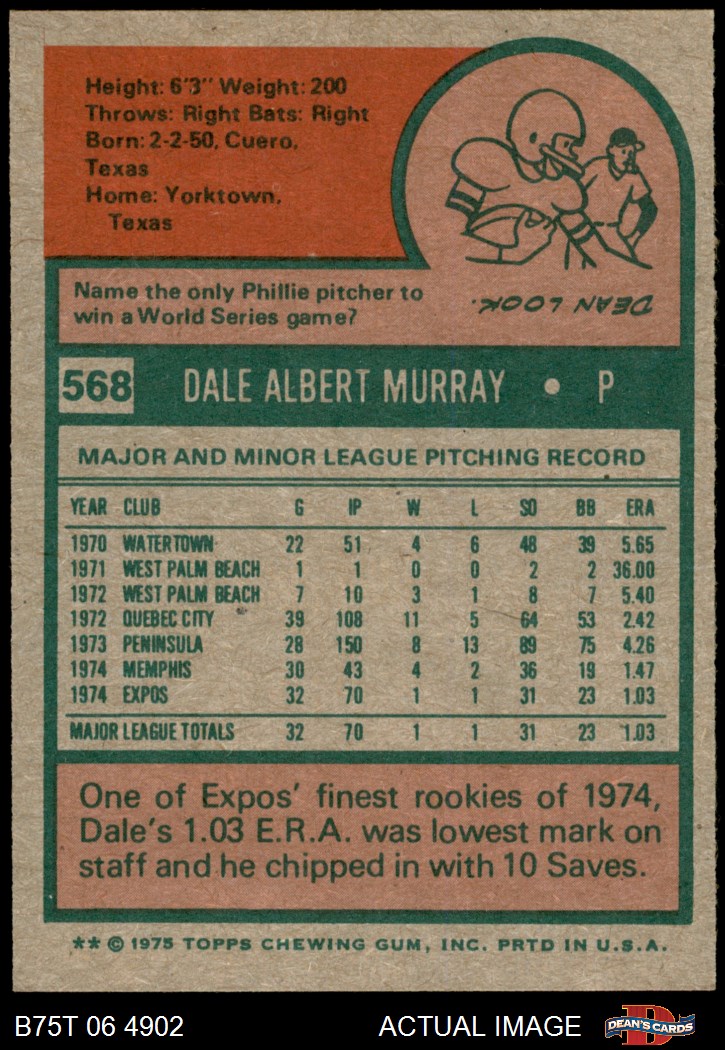 Height: 6'3" Weight: 200
Throws: Right Bats: Right
Born: 2-2-50, Cuero,
Texas
Home: Yorktown,
Texas
Name the only Phillie pitcher to
win a World Series game?
DEAN LOOK.
568 DALE ALBERT MURRAY • P
MAJOR AND MINOR LEAGUE PITCHING RECORD
YEAR CLUB G IP W L SO BB ERA
1970 WATERTOWN 22 51 4 6 48 39 5.65
1971 WEST PALM BEACH 1 1 0 0 2 2 36.00
1972 WEST PALM BEACH 7 10 3 1 8 7 5.40
1972 QUEBEC CITY 39 108 11 5 64 53 2.42
1973 PENINSULA 28 150 8 13 89 75 4.26
1974 MEMPHIS 30 43 4 2 36 19 1.47
1974 EXPOS 32 70 1 1 31 23 1.03
MAJOR LEAGUE TOTALS 32 70 1 1 31 23 1.03
One of Expos' finest rookies of 1974,
Dale's 1.03 E.R.A. was lowest mark on
staff and he chipped in with 10 Saves.
** © 1975 TOPPS CHEWING GUM, INC. PRTD IN U.S.A.
B75T 06 4902 ACTUAL IMAGE
D
DEAN'S CARDS